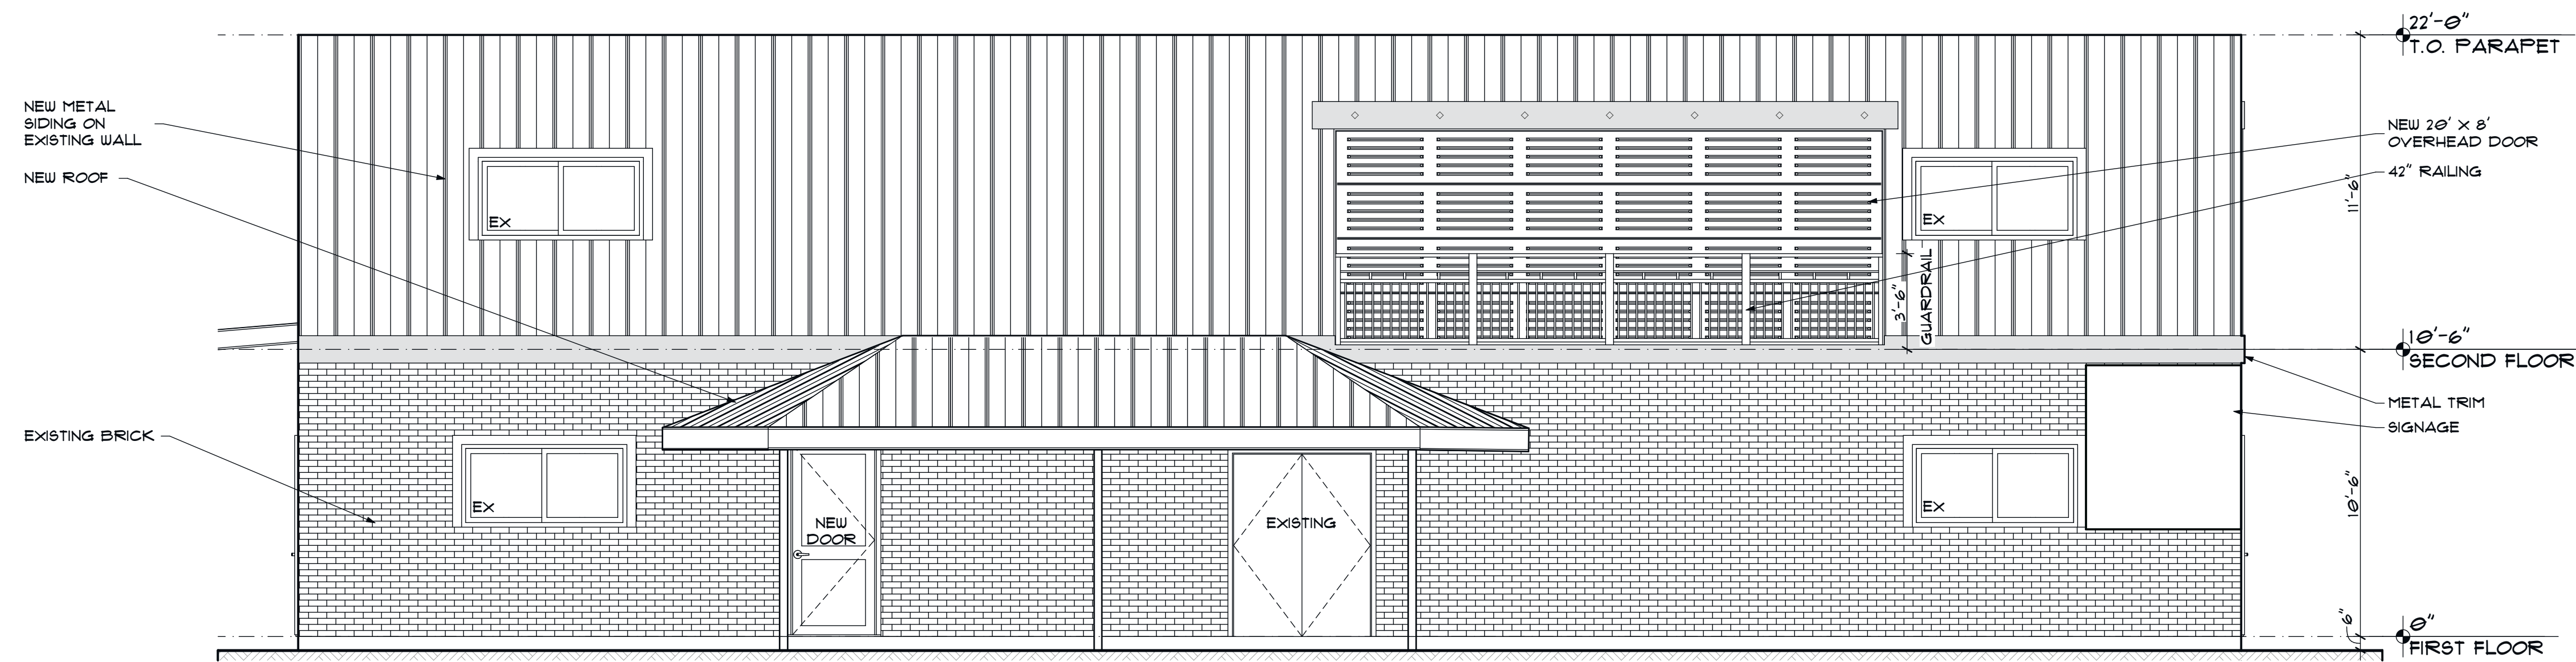 22'-0"
T.O. PARAPET
NEW METAL
SIDING ON
EXISTING WALL
NEW ROOF
EXISTING BRICK
EX
EX
EX
EX
NEW
DOOR
EXISTING
NEW 20' X 8'
OVERHEAD DOOR
42" RAILING
11'-6"
3'-6"
GUARDRAIL
10'-6"
SECOND FLOOR
METAL TRIM
SIGNAGE
10'-6"
6"
0"
FIRST FLOOR